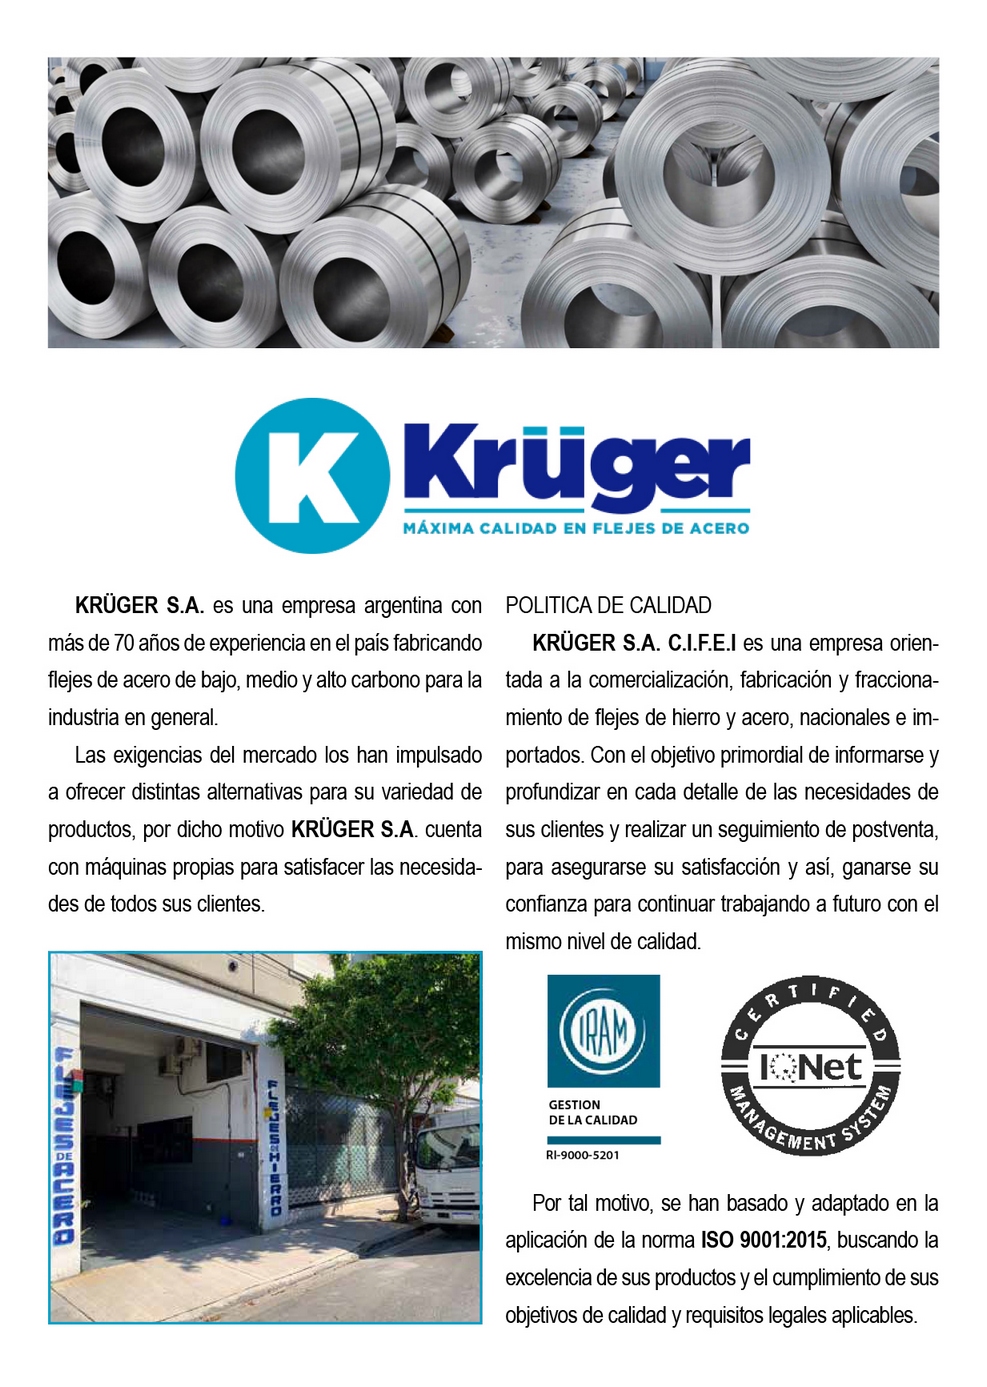 K Krüger
MÁXIMA CALIDAD EN FLEJES DE ACERO
KRÜGER S.A. es una empresa argentina con
más de 70 años de experiencia en el país fabricando
flejes de acero de bajo, medio y alto carbono para la
industria en general.
Las exigencias del mercado los han impulsado
a ofrecer distintas alternativas para su variedad de
productos, por dicho motivo KRÜGER S.A. cuenta
con máquinas propias para satisfacer las necesida-
des de todos sus clientes.
FLEJES DE ACERO
FLEJES DE HIERRO
POLITICA DE CALIDAD
KRÜGER S.A. C.I.F.E.I es una empresa orien-
tada a la comercialización, fabricación y fracciona-
miento de flejes de hierro y acero, nacionales e im-
portados. Con el objetivo primordial de informarse y
profundizar en cada detalle de las necesidades de
sus clientes y realizar un seguimiento de postventa,
para asegurarse su satisfacción y así, ganarse su
confianza para continuar trabajando a futuro con el
mismo nivel de calidad.
IRAM
GESTION
DE LA CALIDAD
RI-9000-5201
CERTIFIED
IQNet
MANAGEMENT SYSTEM
Por tal motivo, se han basado y adaptado en la
aplicación de la norma ISO 9001:2015, buscando la
excelencia de sus productos y el cumplimiento de sus
objetivos de calidad y requisitos legales aplicables.